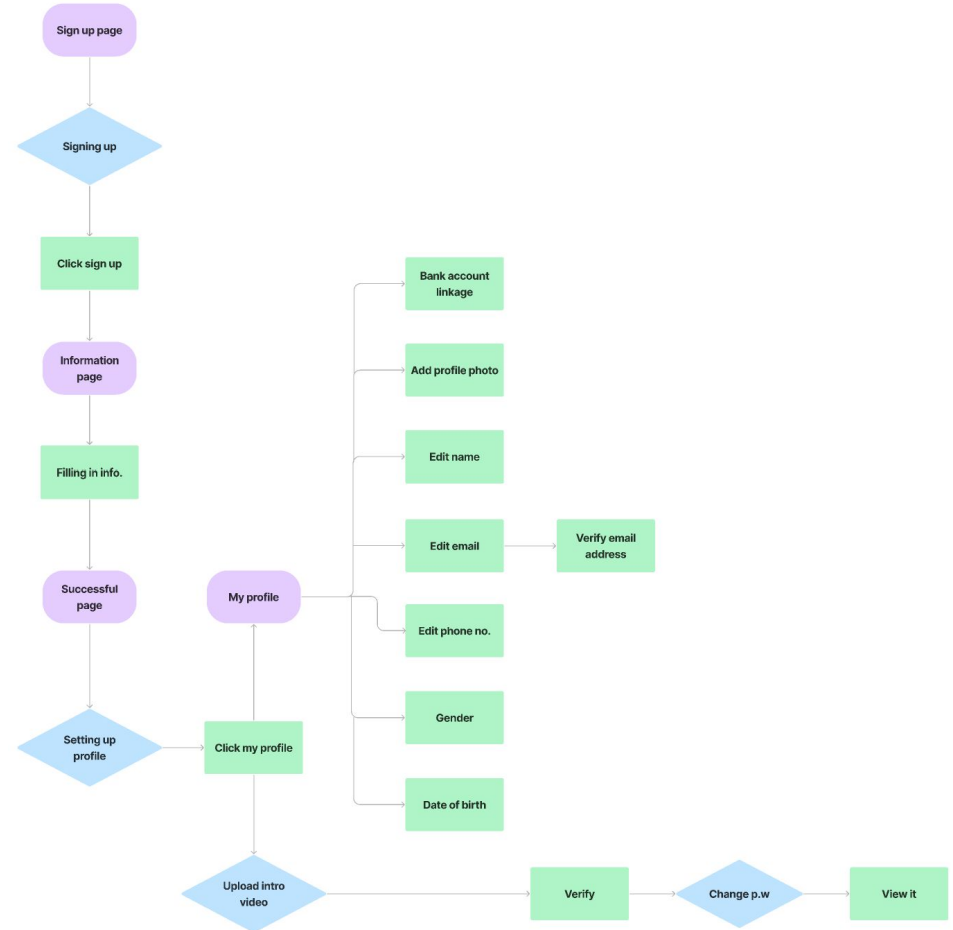 Sign up page
Signing up
Click sign up
Information
page
Filling in info.
Successful
page
Setting up
profile
Click my profile
My profile
Bank account
linkage
Add profile photo
Edit name
Edit email
Verify email
address
Edit phone no.
Gender
Date of birth
Upload intro
video
Verify
Change p.w
View it